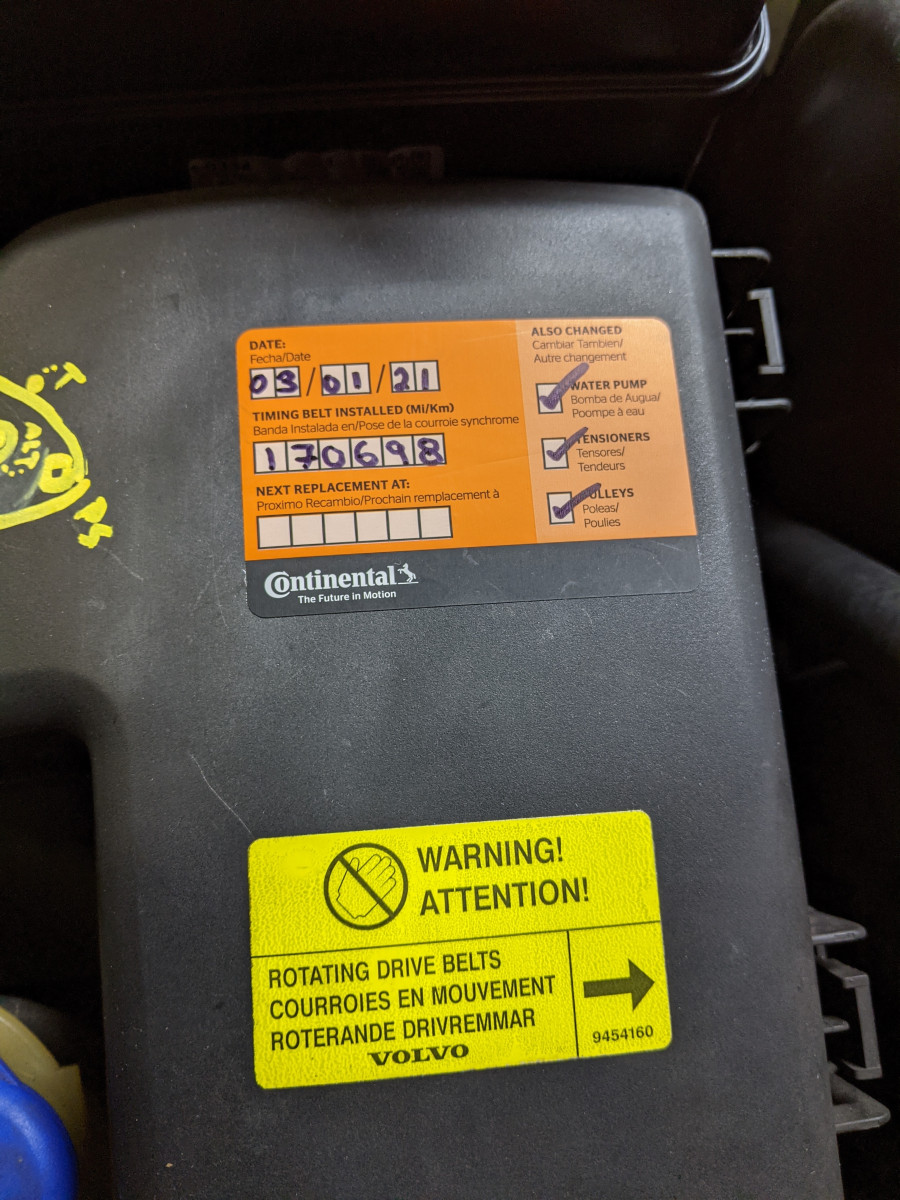 T
ALT.
PS
DATE:
Fecha/Date
03/01/21
TIMING BELT INSTALLED (Mi/Km)
Banda Instalada en/Pose de la courroie synchrome
170698
NEXT REPLACEMENT AT:
Proximo Recambio/Prochain remplacement à
ALSO CHANGED
Cambiar Tambien/
Autre changement
WATER PUMP
Bomba de Augua/
Poompe à eau
TENSIONERS
Tensores/
Tendeurs
PULLEYS
Poleas/
Poulies
Continental
The Future in Motion
WARNING!
ATTENTION!
ROTATING DRIVE BELTS
COURROIES EN MOUVEMENT
ROTERANDE DRIVREMMAR
VOLVO
9454160